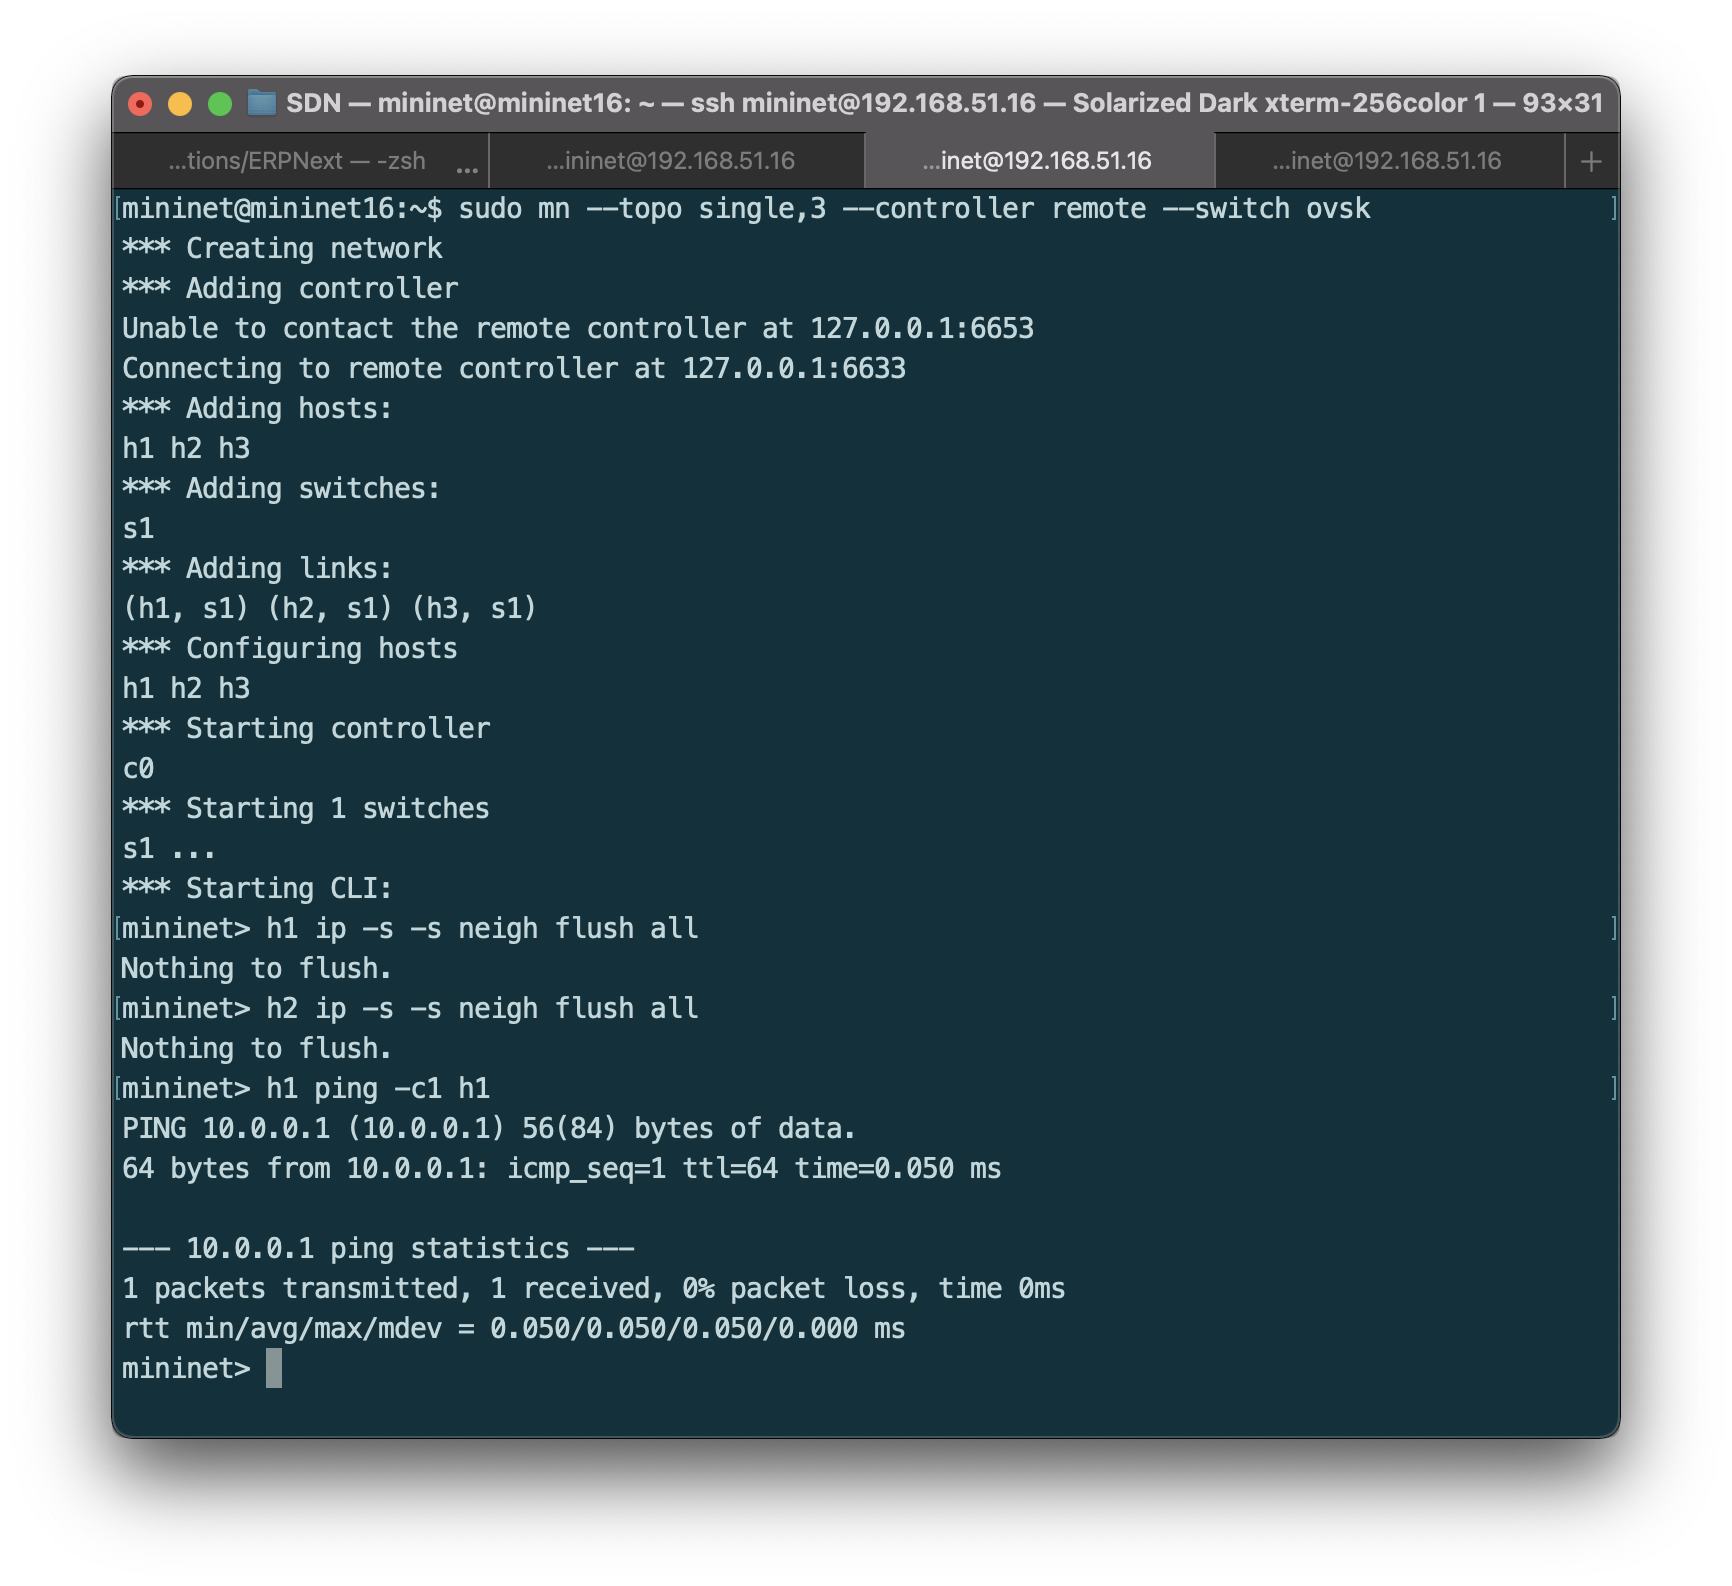 SDN — mininet@mininet16: ~ — ssh mininet@192.168.51.16 — Solarized Dark xterm-256color 1 — 93×31
...tions/ERPNext — -zsh ... ...ininet@192.168.51.16 ...inet@192.168.51.16 ...inet@192.168.51.16 +
[mininet@mininet16:~$ sudo mn --topo single,3 --controller remote --switch ovsk ]
*** Creating network
*** Adding controller
Unable to contact the remote controller at 127.0.0.1:6653
Connecting to remote controller at 127.0.0.1:6633
*** Adding hosts:
h1 h2 h3
*** Adding switches:
s1
*** Adding links:
(h1, s1) (h2, s1) (h3, s1)
*** Configuring hosts
h1 h2 h3
*** Starting controller
c0
*** Starting 1 switches
s1 ...
*** Starting CLI:
[mininet> h1 ip -s -s neigh flush all ]
Nothing to flush.
[mininet> h2 ip -s -s neigh flush all ]
Nothing to flush.
[mininet> h1 ping -c1 h1 ]
PING 10.0.0.1 (10.0.0.1) 56(84) bytes of data.
64 bytes from 10.0.0.1: icmp_seq=1 ttl=64 time=0.050 ms

--- 10.0.0.1 ping statistics ---
1 packets transmitted, 1 received, 0% packet loss, time 0ms
rtt min/avg/max/mdev = 0.050/0.050/0.050/0.000 ms
mininet>